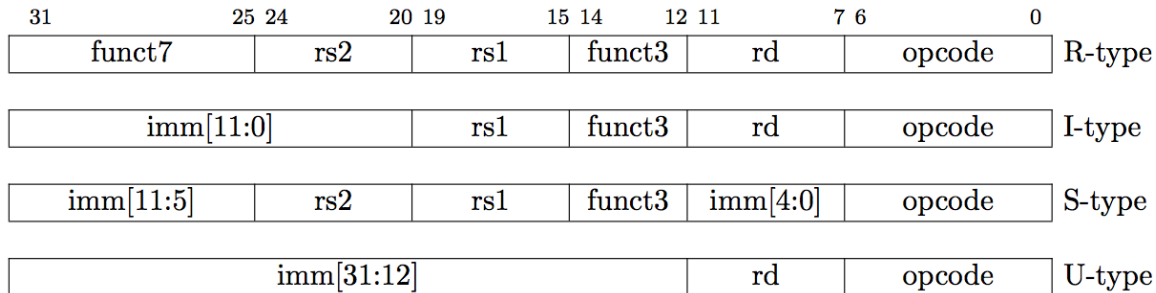 31 25 24 20 19 15 14 12 11 7 6 0
funct7 rs2 rs1 funct3 rd opcode R-type
imm[11:0] rs1 funct3 rd opcode I-type
imm[11:5] rs2 rs1 funct3 imm[4:0] opcode S-type
imm[31:12] rd opcode U-type